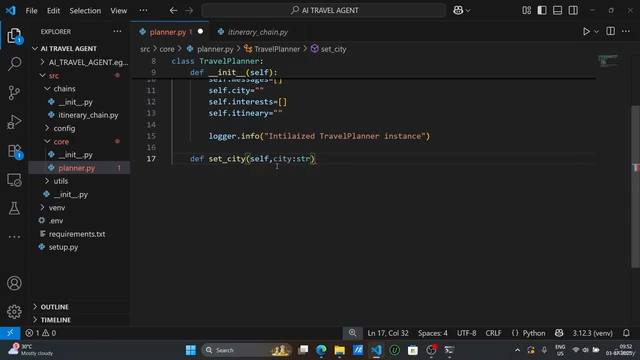 File Edit Selection View ... AI TRAVEL AGENT
EXPLORER ...
AI TRAVEL AGENT
AI_TRAVEL_AGENT.eg...
src
chains
__init__.py
itinerary_chain.py
config
core
__init__.py
planner.py
utils
__init__.py
venv
.env
requirements.txt
setup.py
OUTLINE
TIMELINE
planner.py itinerary_chain.py
src > core > planner.py > TravelPlanner > set_city
8 class TravelPlanner:
9 def __init__(self):
10 self.messages=[]
11 self.city=""
12 self.interests=[]
13 self.itineary=""
14
15 logger.info("Intilaized TravelPlanner instance")
16
17 def set_city(self,city:str)
1 0 Ln 17, Col 32 Spaces: 4 UTF-8 CRLF { } Python 3.12.3 (venv)
30°C
Mostly cloudy
Search
ENG
US
09:52